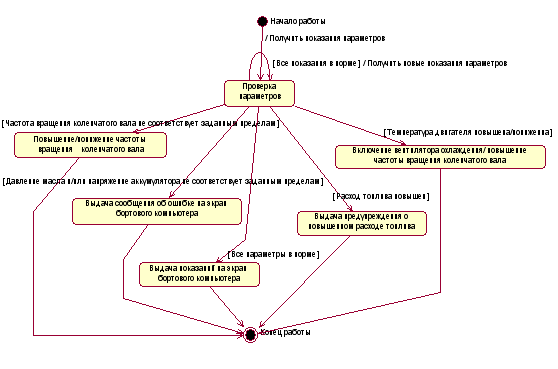 Начало работы
/ Получить показания параметров
[Все показания в норме] / Получить новые показания параметров
Проверка
параметров
[Частота вращения коленчатого вала не соответствует заданным пределам]
[Температура двигателя повышена/понижена]
Повышение/понижение частоты
вращения коленчатого вала
Включение вентилятора охлаждения/ повышение
частоты вращения коленчатого вала
[Давление масла и/или напряжение аккумулятора не соответствует заданным пределам]
[Расход топлива повышен]
Выдача сообщения об ошибке на экран
бортового компьютера
Выдача предупреждения о
повышенном расходе топлива
[Все параметры в норме]
Выдача показаний на экран
бортового компьютера
Конец работы